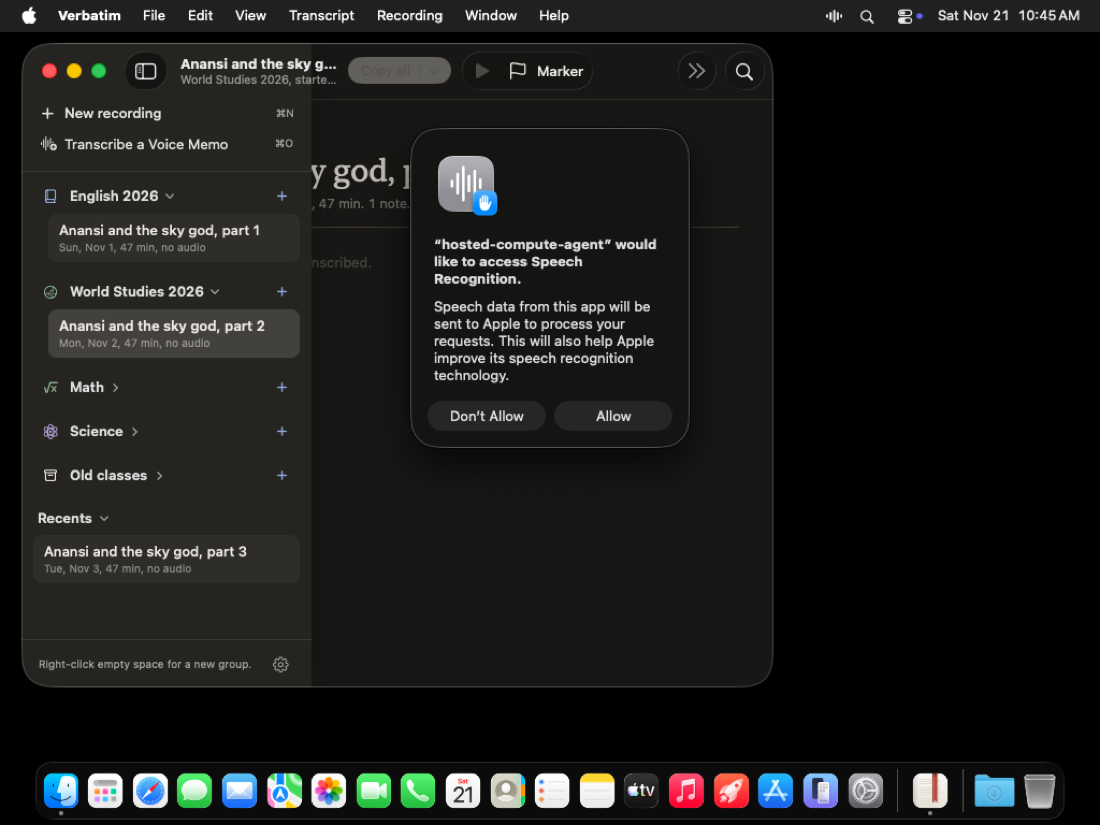 Verbatim File Edit View Transcript Recording Window Help Sat Nov 21 10:45 AM
Anansi and the sky g...
World Studies 2026, starte...
Copy all
Marker
New recording ⌘N
Transcribe a Voice Memo ⌘O
English 2026
Anansi and the sky god, part 1
Sun, Nov 1, 47 min, no audio
World Studies 2026
Anansi and the sky god, part 2
Mon, Nov 2, 47 min, no audio
Math
Science
Old classes
Recents
Anansi and the sky god, part 3
Tue, Nov 3, 47 min, no audio
Right-click empty space for a new group.
y god, p
, 47 min. 1 note.
nscribed.
“hosted-compute-agent” would
like to access Speech
Recognition.
Speech data from this app will be
sent to Apple to process your
requests. This will also help Apple
improve its speech recognition
technology.
Don't Allow
Allow
Sat
21
tv